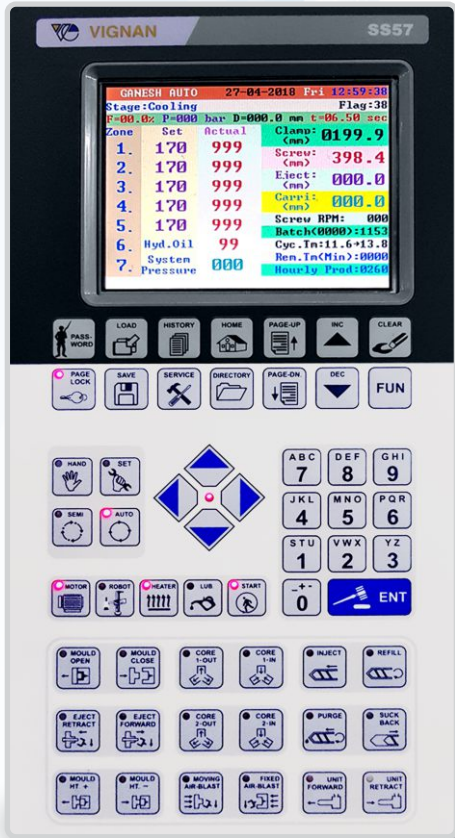 VIGNAN SS57
GANESH AUTO 27-04-2018 Fri 12:59:38
Stage:Cooling Flag:38
F=00.0% P=000 bar D=000.0 mm t=06.50 sec
Zone Set Actual Clamp: (mm) 0199.9
1. 170 999
2. 170 999 Screw: (mm) 398.4
3. 170 999 Eject: (mm) 000.0
4. 170 999 Carri: (mm) 000.0
5. 170 999 Screw RPM: 000
Batch(0000):1153
6. Hyd.Oil 99 Cyc.Tm:11.6→13.8
7. System Pressure 000 Rem.Tm(Min):0000
Hourly Prod:0260
PASS-WORD LOAD HISTORY HOME PAGE-UP INC CLEAR
PAGE LOCK SAVE SERVICE DIRECTORY PAGE-DN. DEC FUN
HAND SET
SEMI AUTO
ABC DEF GHI
7 8 9
JKL MNO PQR
4 5 6
STU VWX YZ
1 2 3
MOTOR ROBOT HEATER LUB START
-+·
0 ENT
MOULD OPEN MOULD CLOSE CORE 1-OUT CORE 1-IN INJECT REFILL
EJECT RETRACT EJECT FORWARD CORE 2-OUT CORE 2-IN PURGE SUCK BACK
MOULD HT + MOULD HT. – MOVING AIR-BLAST FIXED AIR-BLAST UNIT FORWARD UNIT RETRACT